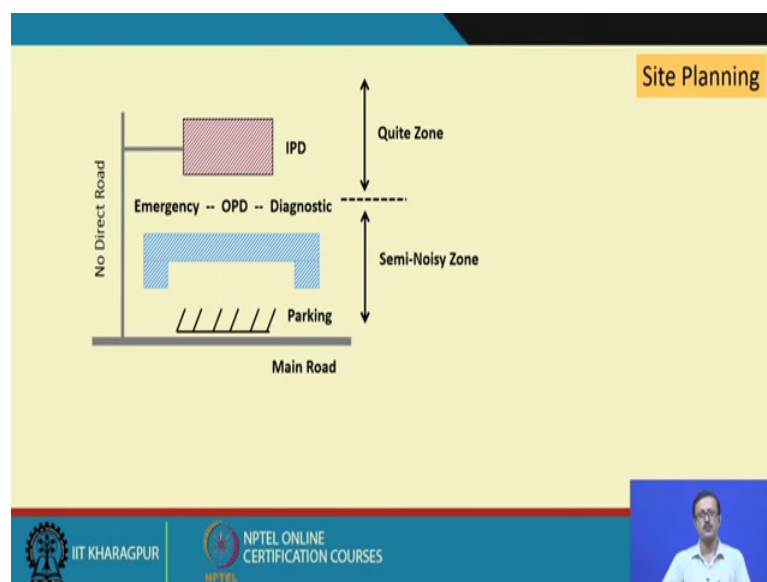 Site Planning
Quite Zone
IPD
No Direct Road
Emergency -- OPD -- Diagnostic
Semi-Noisy Zone
Parking
Main Road
IIT KHARAGPUR
NPTEL ONLINE
CERTIFICATION COURSES
NPTEL